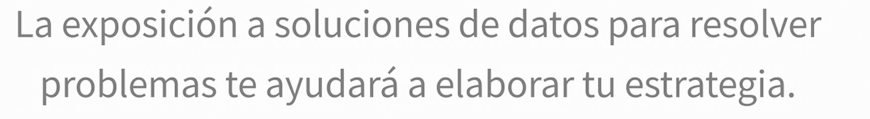 La exposición a soluciones de datos para resolver
problemas te ayudará a elaborar tu estrategia.